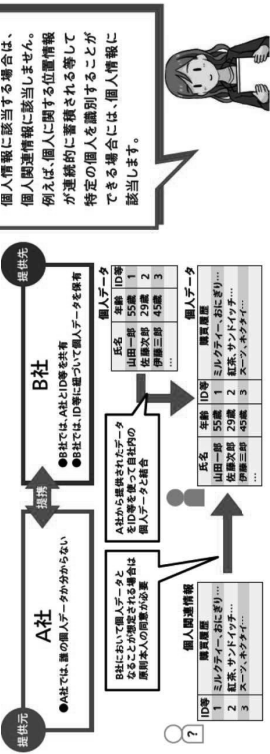 提供元
A社
●A社では、誰の個人データか分からない
提携
提供先
B社
●B社では、A社とID等を共有
●B社では、ID等に紐づいて個人データを保有
B社において個人データと
なることが想定される場合は
原則本人の同意が必要
A社から提供されたデータ
をID等を使って自社内の
個人データと結合
個人データ
氏名 年齢 ID等
山田一郎 55歳 1
佐藤次郎 29歳 2
伊藤三郎 45歳 3
…
個人関連情報
ID等 購買履歴
1 ミルクティー、おにぎり…
2 紅茶、サンドイッチ…
3 スーツ、ネクタイ…
?
個人データ
氏名 年齢 ID等 購買履歴
山田一郎 55歳 1 ミルクティー、おにぎり…
佐藤次郎 29歳 2 紅茶、サンドイッチ…
伊藤三郎 45歳 3 スーツ、ネクタイ…
…
個人情報に該当する場合は、
個人関連情報に該当しません。
例えば、個人に関する位置情報
が連続的に蓄積される等して
特定の個人を識別することが
できる場合には、個人情報に
該当します。